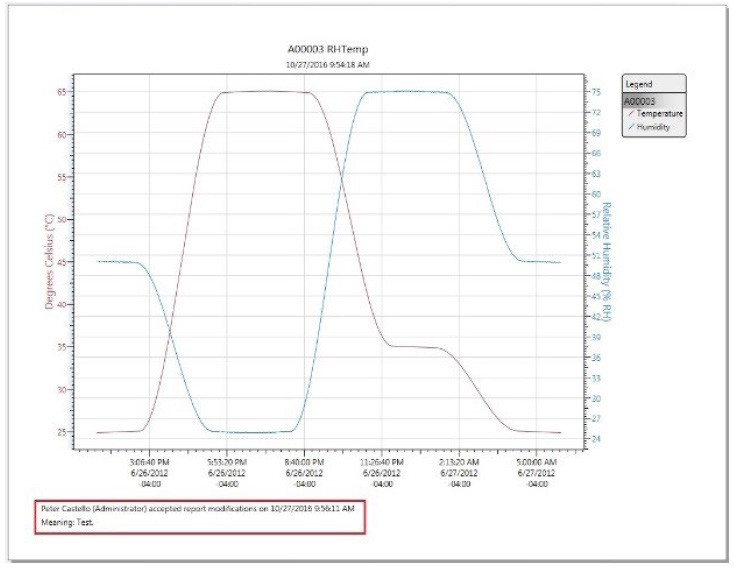 A00003 RHTemp
10/27/2016 9:54:18 AM
65
60
55
50
45
40
35
30
25
Degrees Celsius (°C)
75
72
69
66
63
60
57
54
51
48
45
42
39
36
33
30
27
24
Relative Humidity (% RH)
Legend
A00003
Temperature
Humidity
3:06:40 PM 5:53:20 PM 8:40:00 PM 11:26:40 PM 2:13:20 AM 5:00:00 AM
6/26/2012 6/26/2012 6/26/2012 6/26/2012 6/27/2012 6/27/2012
-04:00 -04:00 -04:00 -04:00 -04:00 -04:00
Peter Castello (Administrator) accepted report modifications on 10/27/2016 9:56:11 AM
Meaning: Test.